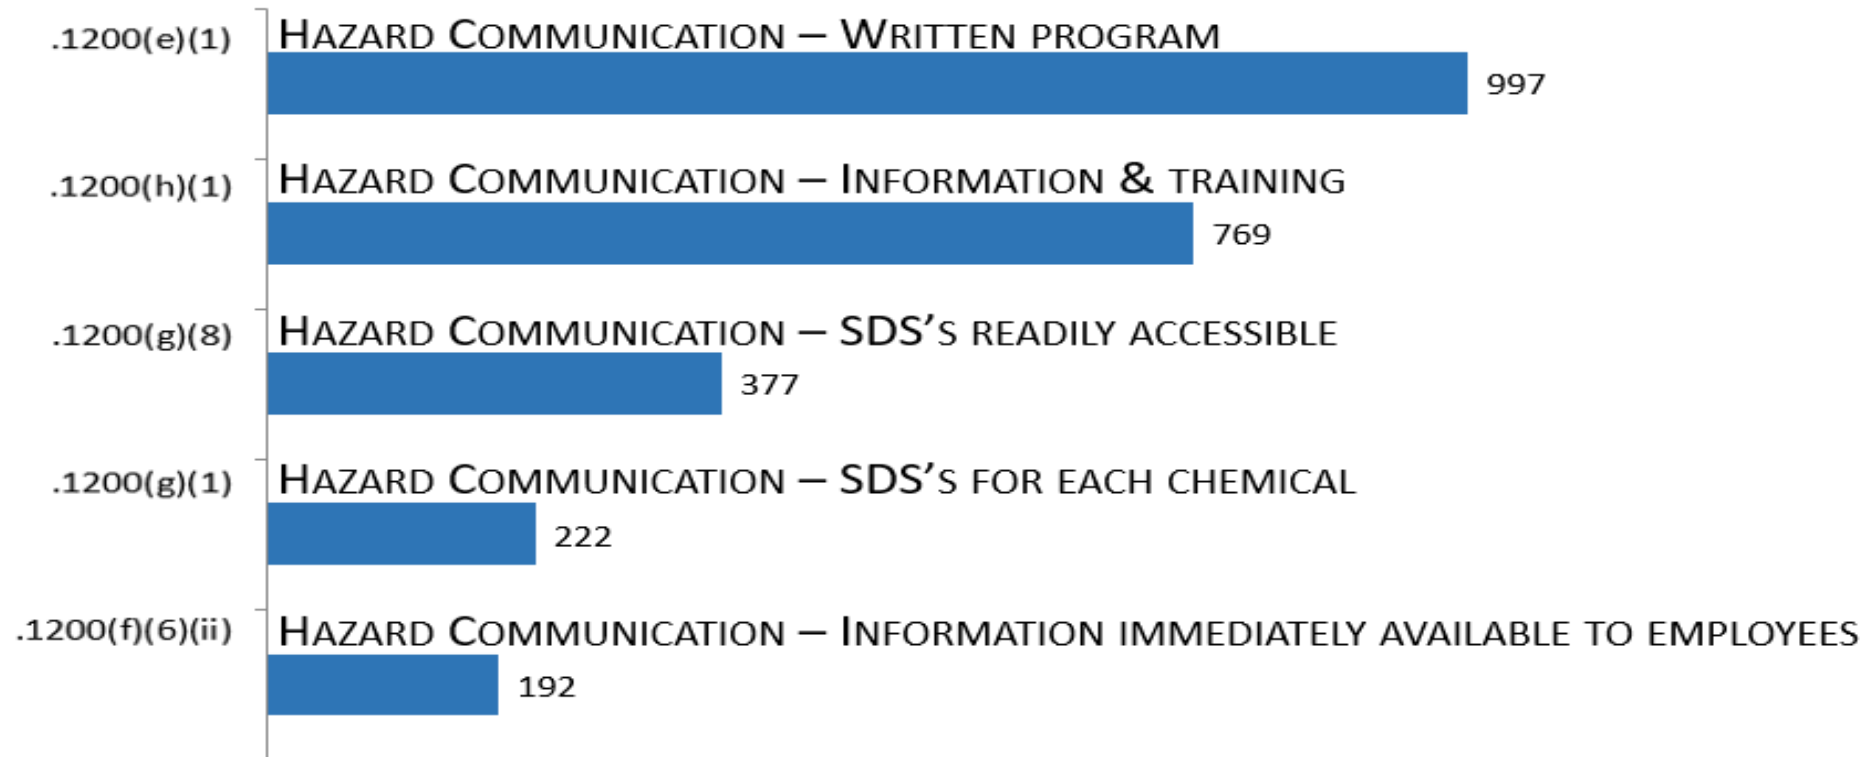 .1200(e)(1) HAZARD COMMUNICATION – WRITTEN PROGRAM
997
.1200(h)(1) HAZARD COMMUNICATION – INFORMATION & TRAINING
769
.1200(g)(8) HAZARD COMMUNICATION – SDS’S READILY ACCESSIBLE
377
.1200(g)(1) HAZARD COMMUNICATION – SDS’S FOR EACH CHEMICAL
222
.1200(f)(6)(ii) HAZARD COMMUNICATION – INFORMATION IMMEDIATELY AVAILABLE TO EMPLOYEES
192